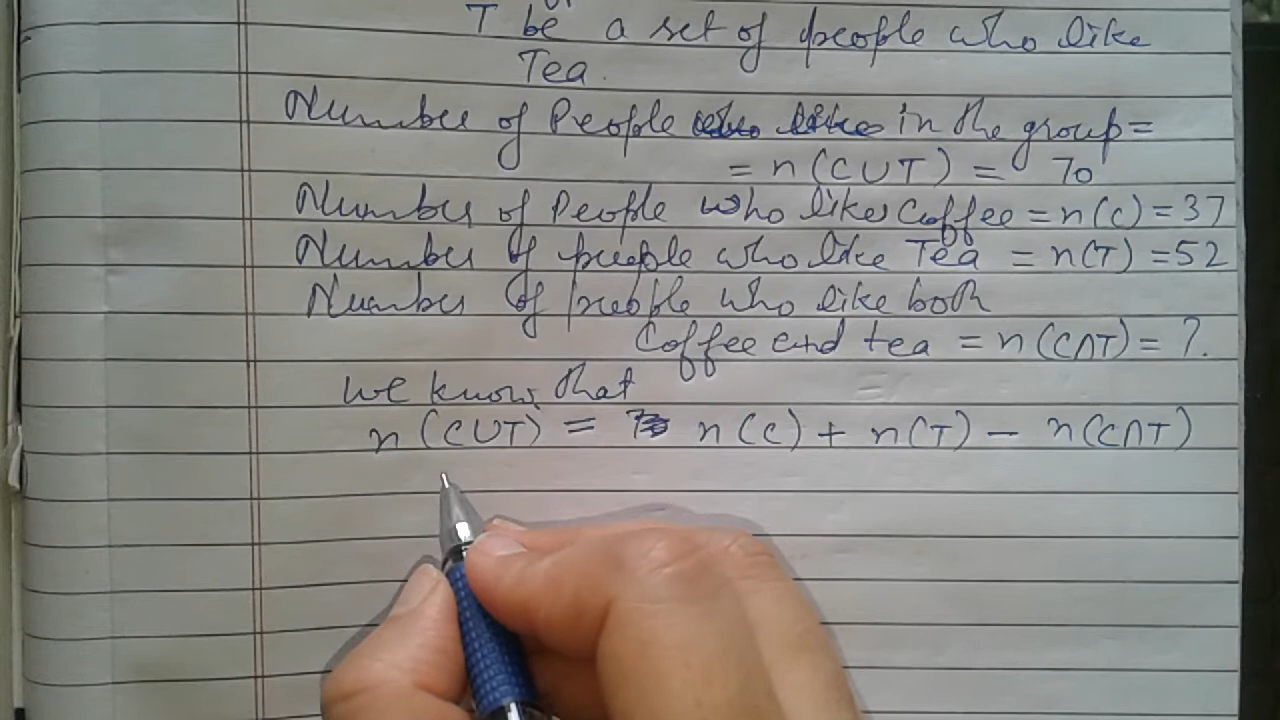 T be a set of people who like
Tea.
Number of People in the group =
= n(C∪T) = 70
Number of People who likes Coffee = n(C) = 37
Number of people who like Tea = n(T) = 52
Number of people who like both
Coffee and tea = n(C∩T) = ?.
we know that
n(C∪T) = n(C) + n(T) - n(C∩T)